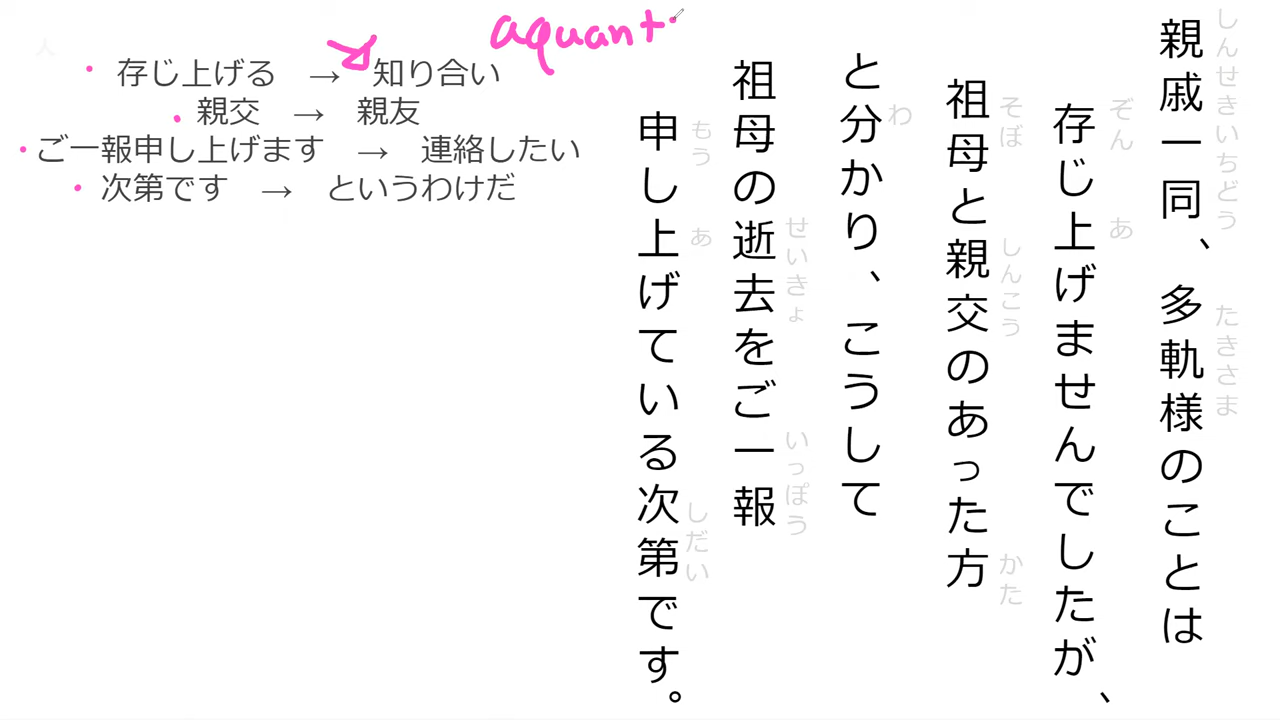 aquant
存じ上げる → 知り合い
親交 → 親友
ご一報申し上げます → 連絡したい
次第です → というわけだ
親戚一同、多軌様のことは
しんせきいちどう たきさま
存じ上げませんでしたが、
ぞん あ
祖母と親交のあった方
そぼ しんこう かた
と分かり、こうして
わ
祖母の逝去をご一報
せいきょ いっぽう
申し上げている次第です。
もう あ しだい
人